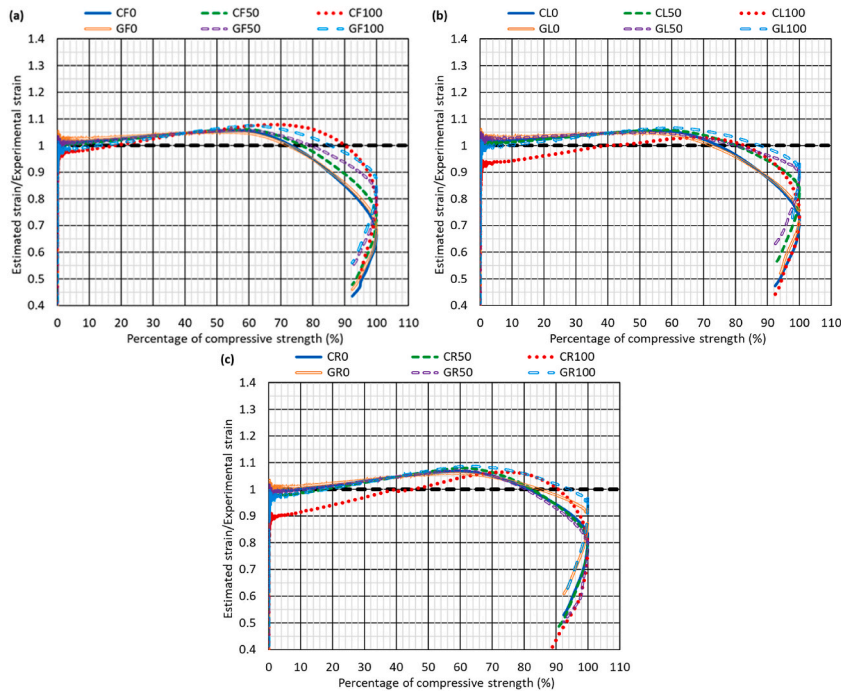 (a)
CF0 CF50 CF100
GF0 GF50 GF100
Estimated strain/Experimental strain
1.4
1.3
1.2
1.1
1
0.9
0.8
0.7
0.6
0.5
0.4
0 10 20 30 40 50 60 70 80 90 100 110
Percentage of compressive strength (%)
(b)
CL0 CL50 CL100
GL0 GL50 GL100
Estimated strain/Experimental strain
1.4
1.3
1.2
1.1
1
0.9
0.8
0.7
0.6
0.5
0.4
0 10 20 30 40 50 60 70 80 90 100 110
Percentage of compressive strength (%)
(c)
CR0 CR50 CR100
GR0 GR50 GR100
Estimated strain/Experimental strain
1.4
1.3
1.2
1.1
1
0.9
0.8
0.7
0.6
0.5
0.4
0 10 20 30 40 50 60 70 80 90 100 110
Percentage of compressive strength (%)